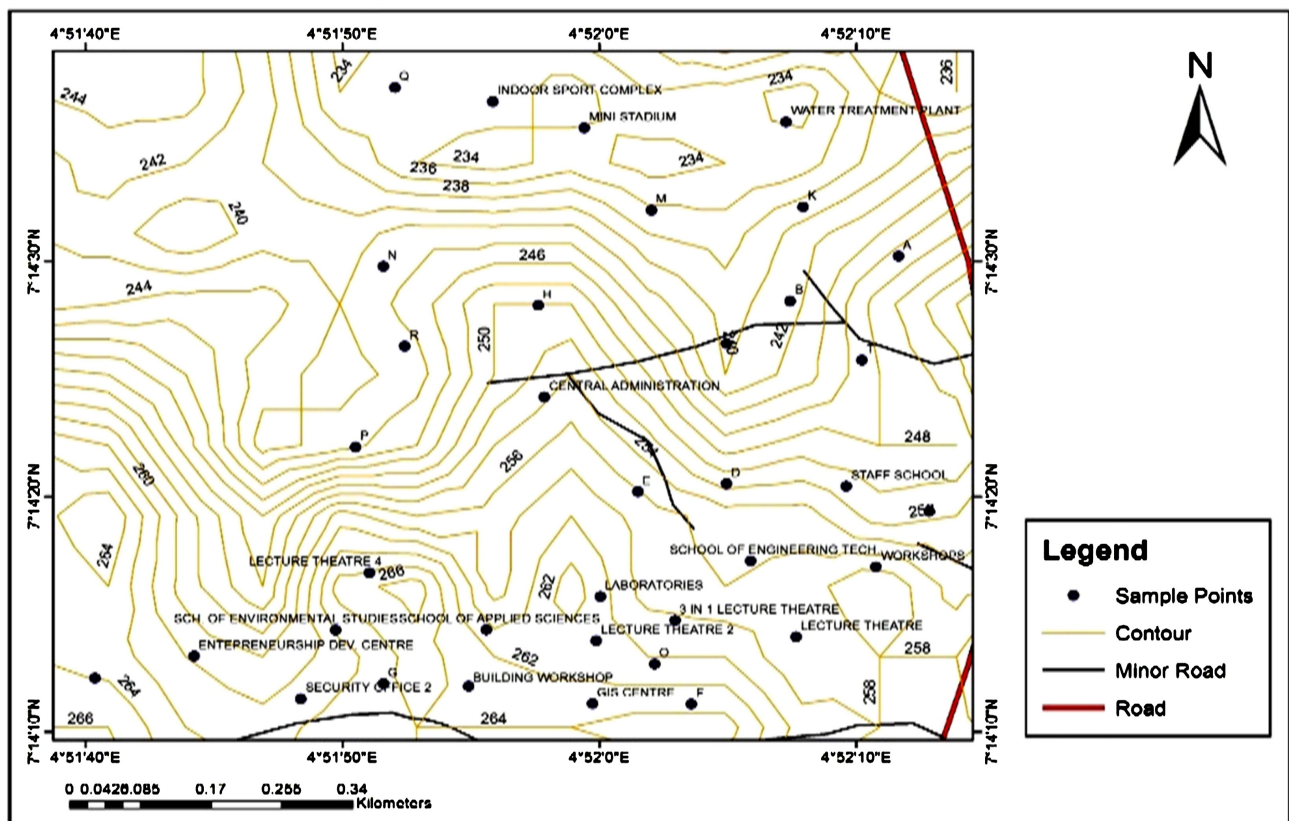 4°51'40"E 4°51'50"E 4°52'0"E 4°52'10"E
N
234
236
244
Q
234
INDOOR SPORT COMPLEX
WATER TREATMENT PLANT
MINI STADIUM
242
234
234
236
238
K
M
240
A
7°14'30"N
7°14'30"N
N
246
244
H
B
250
242
R
T
CENTRAL ADMINISTRATION
P
248
256
D
STAFF SCHOOL
260
E
7°14'20"N
7°14'20"N
264
SCHOOL OF ENGINEERING TECH
WORKSHOPS
LECTURE THEATRE 4
266
262
LABORATORIES
3 IN 1 LECTURE THEATRE
SCH. OF ENVIRONMENTAL STUDIES
SCHOOL OF APPLIED SCIENCES
LECTURE THEATRE 2
LECTURE THEATRE
ENTEPRENEURSHIP DEV. CENTRE
262
258
O
G
BUILDING WORKSHOP
264
SECURITY OFFICE 2
GIS CENTRE
F
258
266
264
7°14'10"N
7°14'10"N
4°51'40"E 4°51'50"E 4°52'0"E 4°52'10"E
0 0.17 0.255 0.34
Kilometers
Legend
Sample Points
Contour
Minor Road
Road